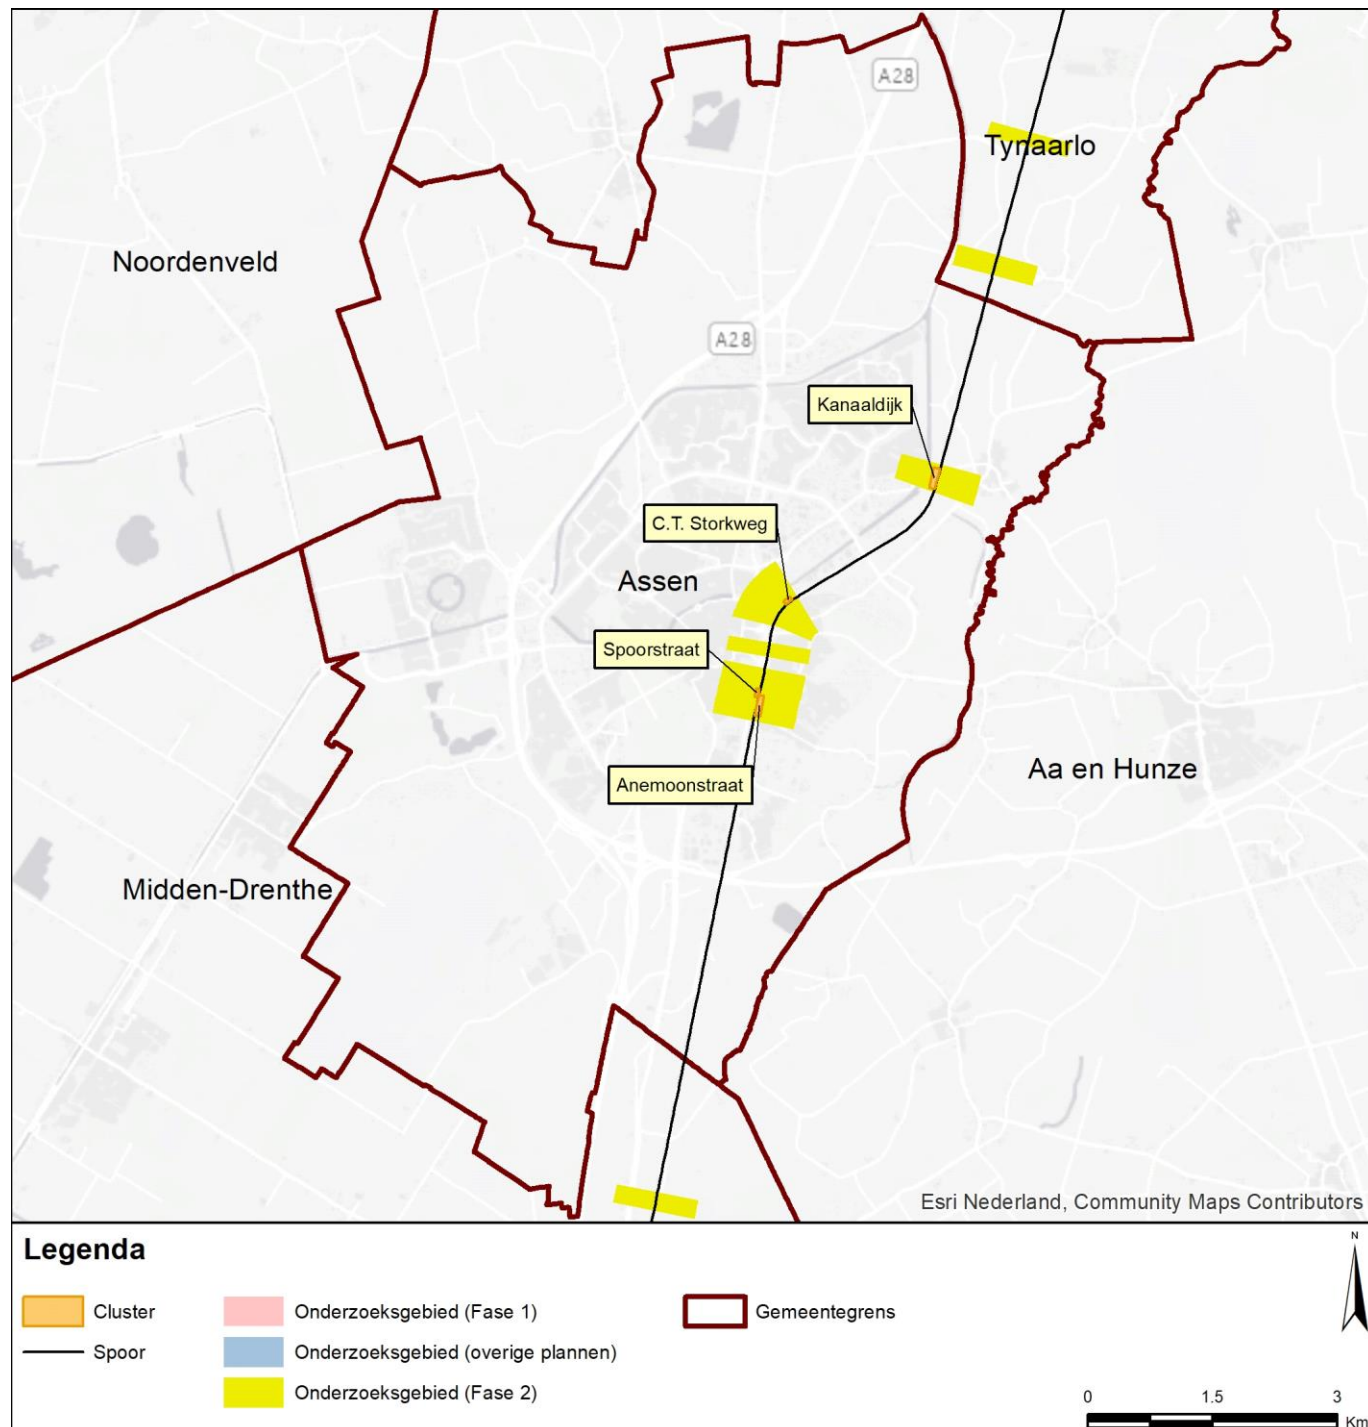 A28
Tynaarlo
Noordenveld
A28
Kanaaldijk
C.T. Storkweg
Assen
Spoorstraat
Aa en Hunze
Anemoonstraat
Midden-Drenthe
Esri Nederland, Community Maps Contributors
Legenda
N
Cluster
Onderzoeksgebied (Fase 1)
Gemeentegrens
Spoor
Onderzoeksgebied (overige plannen)
Onderzoeksgebied (Fase 2)
0 1.5 3
Km